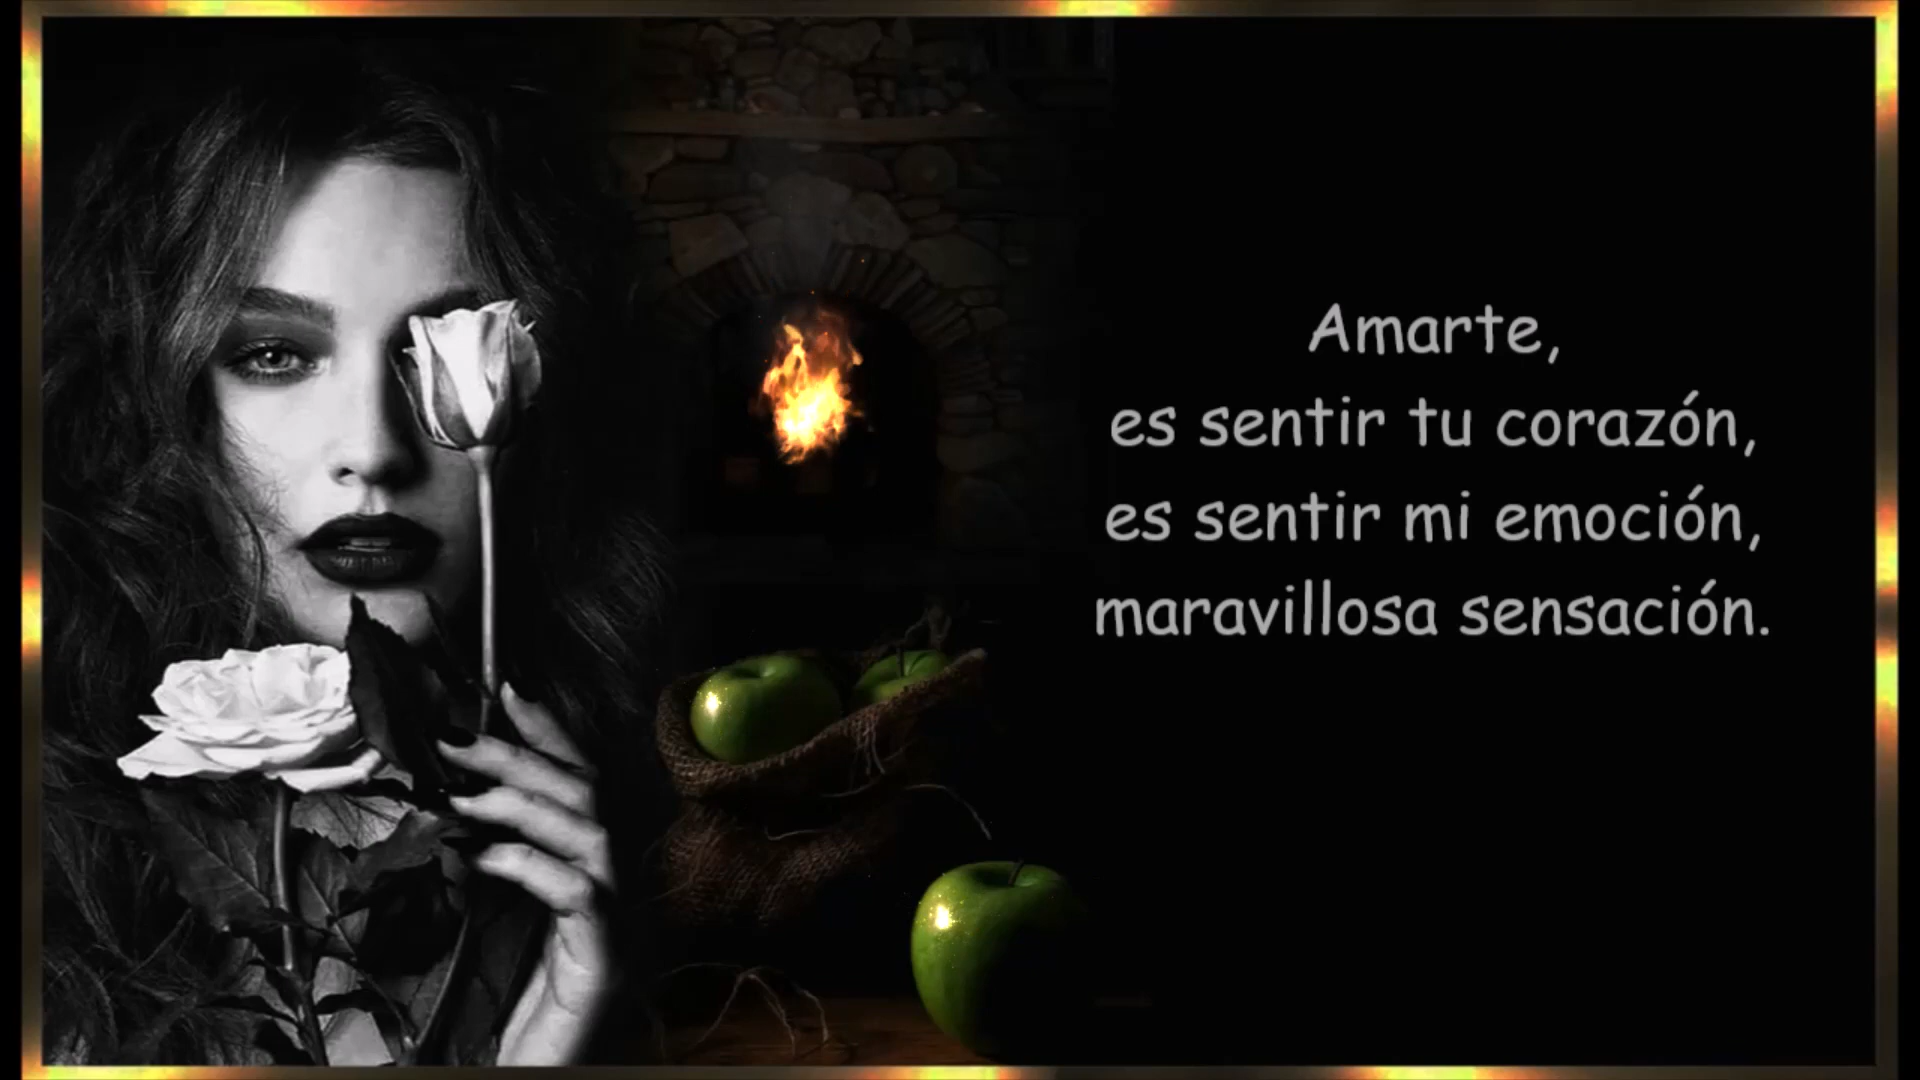 Amarte,
es sentir tu corazón,
es sentir mi emoción,
maravillosa sensación.